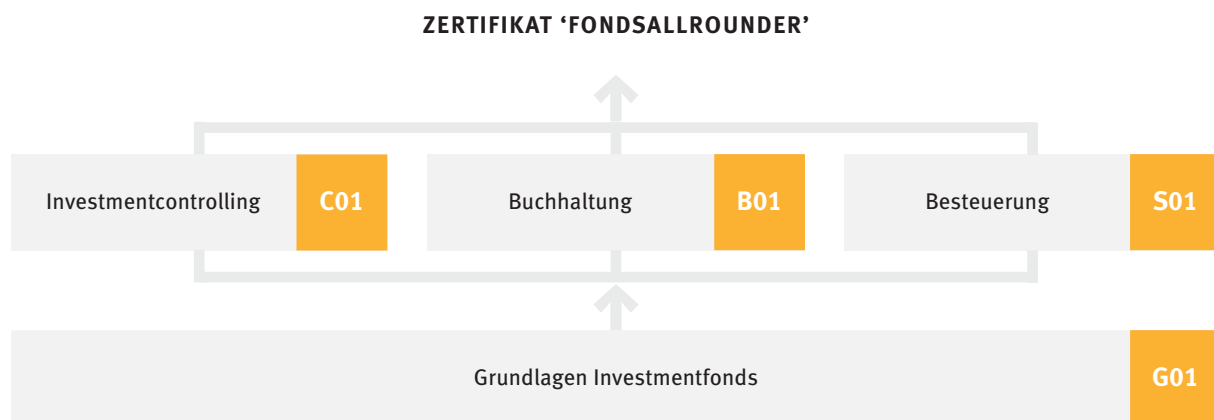 ZERTIFIKAT ‘FONDSALLROUNDER’
Investmentcontrolling C01 Buchhaltung B01 Besteuerung S01
Grundlagen Investmentfonds G01